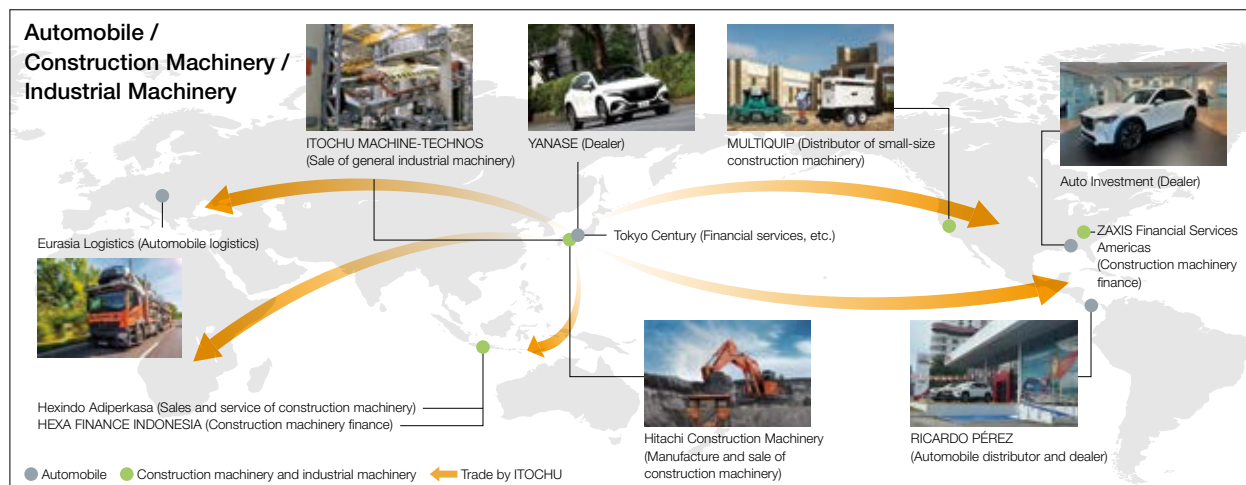 Automobile /
Construction Machinery /
Industrial Machinery
ITOCHU MACHINE-TECHNOS
(Sale of general industrial machinery)
YANASE (Dealer)
MULTIQUIP (Distributor of small-size
construction machinery)
Auto Investment (Dealer)
Eurasia Logistics (Automobile logistics)
Tokyo Century (Financial services, etc.)
ZAXIS Financial Services
Americas
(Construction machinery
finance)
Hexindo Adiperkasa (Sales and service of construction machinery)
HEXA FINANCE INDONESIA (Construction machinery finance)
Hitachi Construction Machinery
(Manufacture and sale of
construction machinery)
RICARDO PÉREZ
(Automobile distributor and dealer)
Automobile
Construction machinery and industrial machinery
Trade by ITOCHU